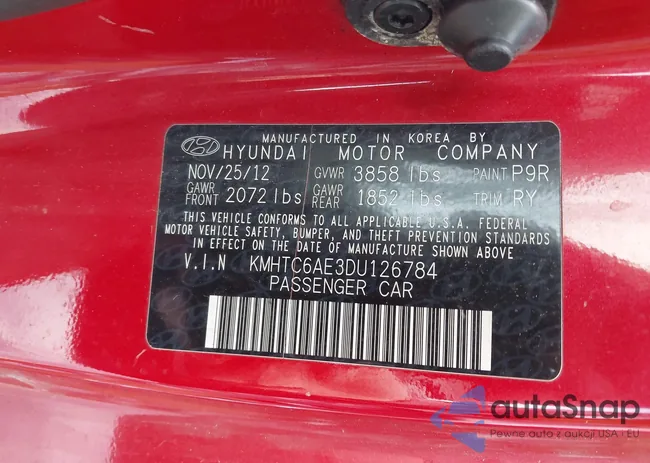 MANUFACTURED IN KOREA BY
HYUNDAI MOTOR COMPANY
NOV/25/12 GVWR 3858 lbs PAINT P9R
GAWR FRONT 2072 lbs GAWR REAR 1852 lbs TRIM RY
THIS VEHICLE CONFORMS TO ALL APPLICABLE U.S.A. FEDERAL
MOTOR VEHICLE SAFETY, BUMPER, AND THEFT PREVENTION STANDARDS
IN EFFECT ON THE DATE OF MANUFACTURE SHOWN ABOVE
V.I.N KMHTC6AE3DU126784
PASSENGER CAR
autaSnap
Pewne auta z aukcji USA i EU